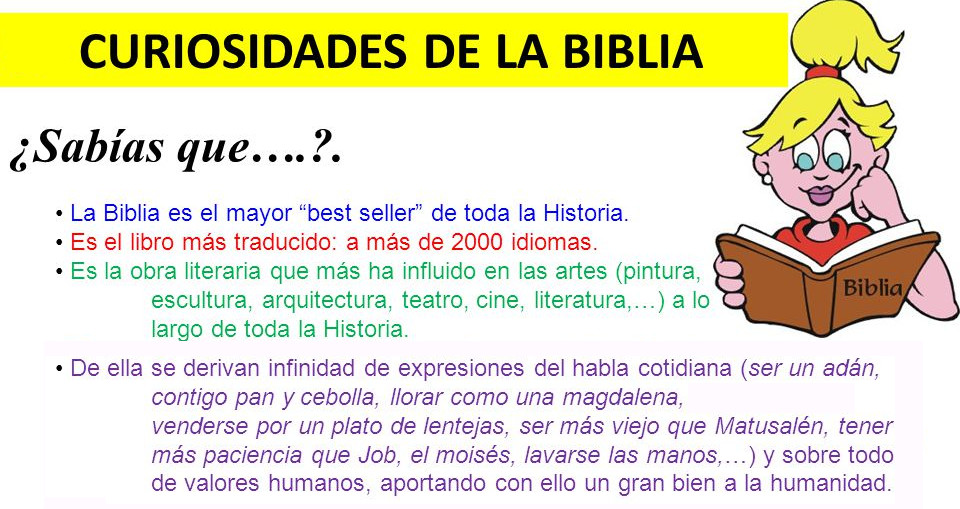 CURIOSIDADES DE LA BIBLIA
¿Sabías que….?.
• La Biblia es el mayor “best seller” de toda la Historia.
• Es el libro más traducido: a más de 2000 idiomas.
• Es la obra literaria que más ha influido en las artes (pintura,
escultura, arquitectura, teatro, cine, literatura,…) a lo
largo de toda la Historia.
Biblia
• De ella se derivan infinidad de expresiones del habla cotidiana (ser un adán,
contigo pan y cebolla, llorar como una magdalena,
venderse por un plato de lentejas, ser más viejo que Matusalén, tener
más paciencia que Job, el moisés, lavarse las manos,…) y sobre todo
de valores humanos, aportando con ello un gran bien a la humanidad.